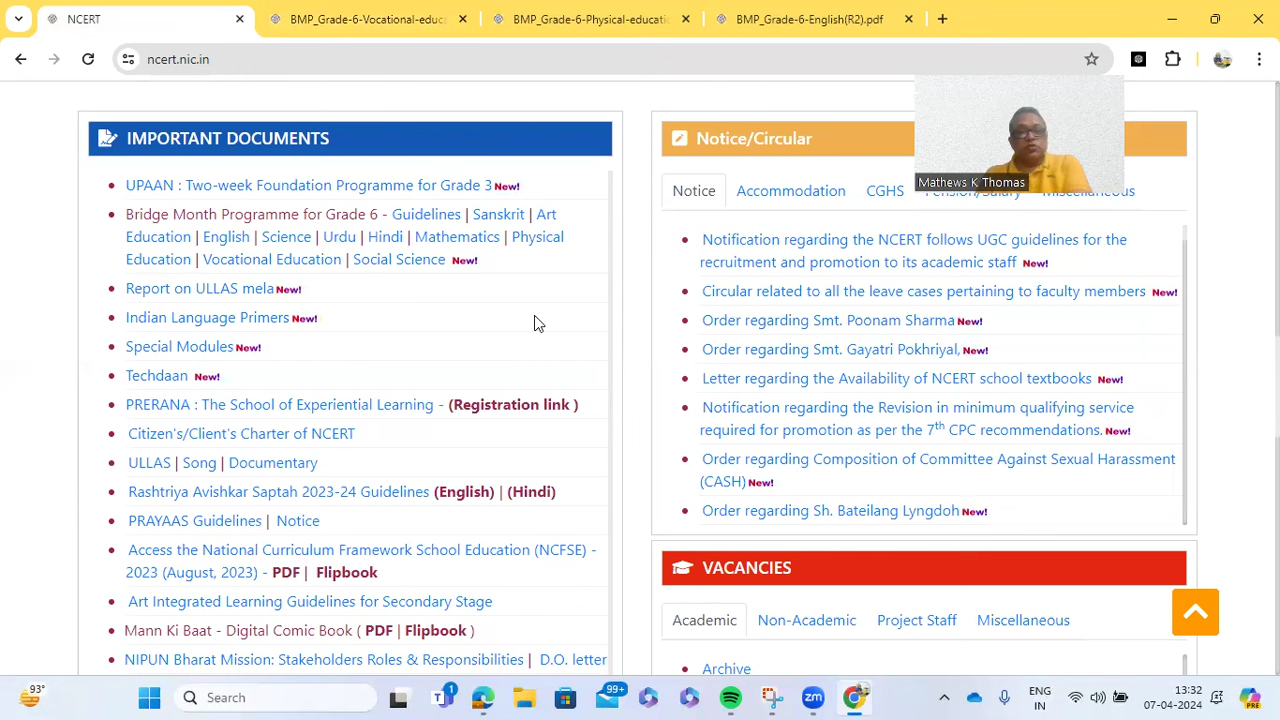 NCERT
BMP_Grade-6-Vocational-educ
BMP_Grade-6-Physical-educatio
BMP_Grade-6-English(R2).pdf
ncert.nic.in
IMPORTANT DOCUMENTS
UPAAN : Two-week Foundation Programme for Grade 3 New!
Bridge Month Programme for Grade 6 - Guidelines | Sanskrit | Art
Education | English | Science | Urdu | Hindi | Mathematics | Physical
Education | Vocational Education | Social Science New!
Report on ULLAS mela New!
Indian Language Primers New!
Special Modules New!
Techdaan New!
PRERANA : The School of Experiential Learning - (Registration link )
Citizen's/Client's Charter of NCERT
ULLAS | Song | Documentary
Rashtriya Avishkar Saptah 2023-24 Guidelines (English) | (Hindi)
PRAYAAS Guidelines | Notice
Access the National Curriculum Framework School Education (NCFSE) -
2023 (August, 2023) - PDF | Flipbook
Art Integrated Learning Guidelines for Secondary Stage
Mann Ki Baat - Digital Comic Book ( PDF | Flipbook )
NIPUN Bharat Mission: Stakeholders Roles & Responsibilities | D.O. letter
Notice/Circular
Mathews K Thomas
Notice Accommodation CGHS Pension/Salary Miscellaneous
Notification regarding the NCERT follows UGC guidelines for the
recruitment and promotion to its academic staff New!
Circular related to all the leave cases pertaining to faculty members New!
Order regarding Smt. Poonam Sharma New!
Order regarding Smt. Gayatri Pokhriyal, New!
Letter regarding the Availability of NCERT school textbooks New!
Notification regarding the Revision in minimum qualifying service
required for promotion as per the 7th CPC recommendations. New!
Order regarding Composition of Committee Against Sexual Harassment
(CASH) New!
Order regarding Sh. Bateilang Lyngdoh New!
VACANCIES
Academic Non-Academic Project Staff Miscellaneous
Archive
93°
Search
1
99+
ENG
IN
13:32
07-04-2024
PRE